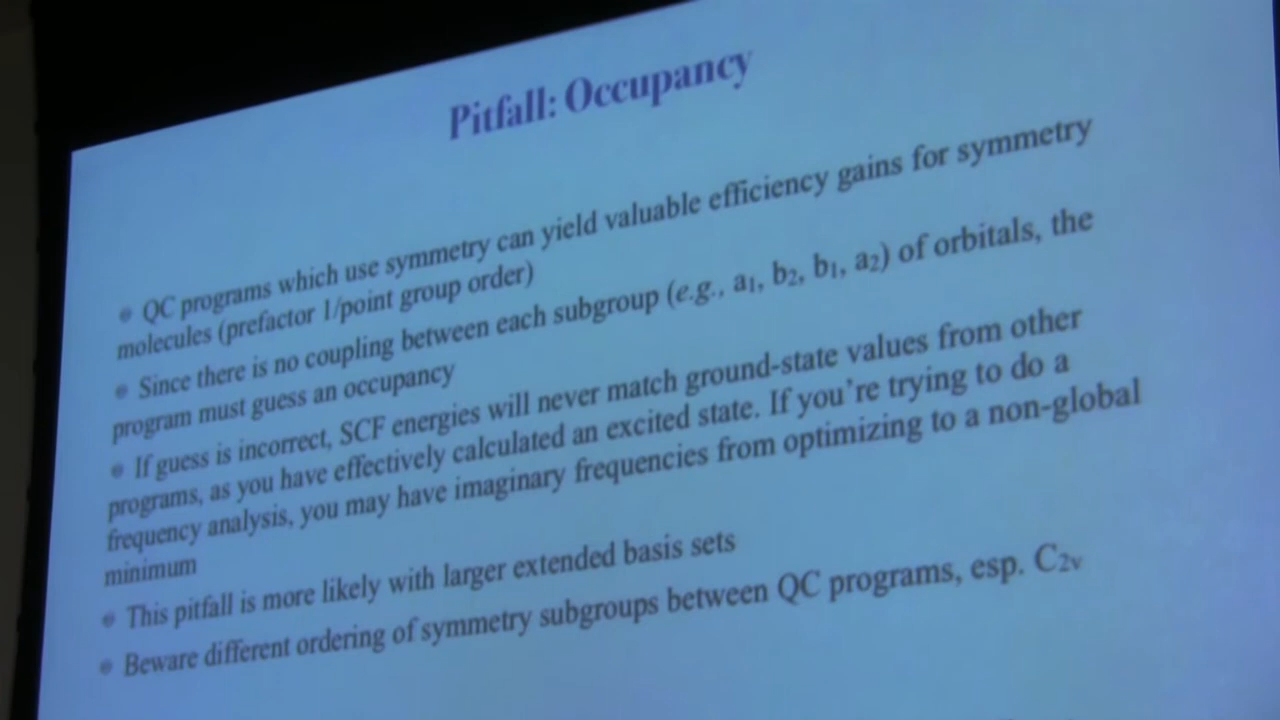 Pitfall: Occupancy
• QC programs which use symmetry can yield valuable efficiency gains for symmetry
molecules (prefactor 1/point group order)
• Since there is no coupling between each subgroup (e.g., a₁, b₂, b₁, a₂) of orbitals, the
program must guess an occupancy
• If guess is incorrect, SCF energies will never match ground-state values from other
programs, as you have effectively calculated an excited state. If you're trying to do a
frequency analysis, you may have imaginary frequencies from optimizing to a non-global
minimum
• This pitfall is more likely with larger extended basis sets
• Beware different ordering of symmetry subgroups between QC programs, esp. C₂ᵥ